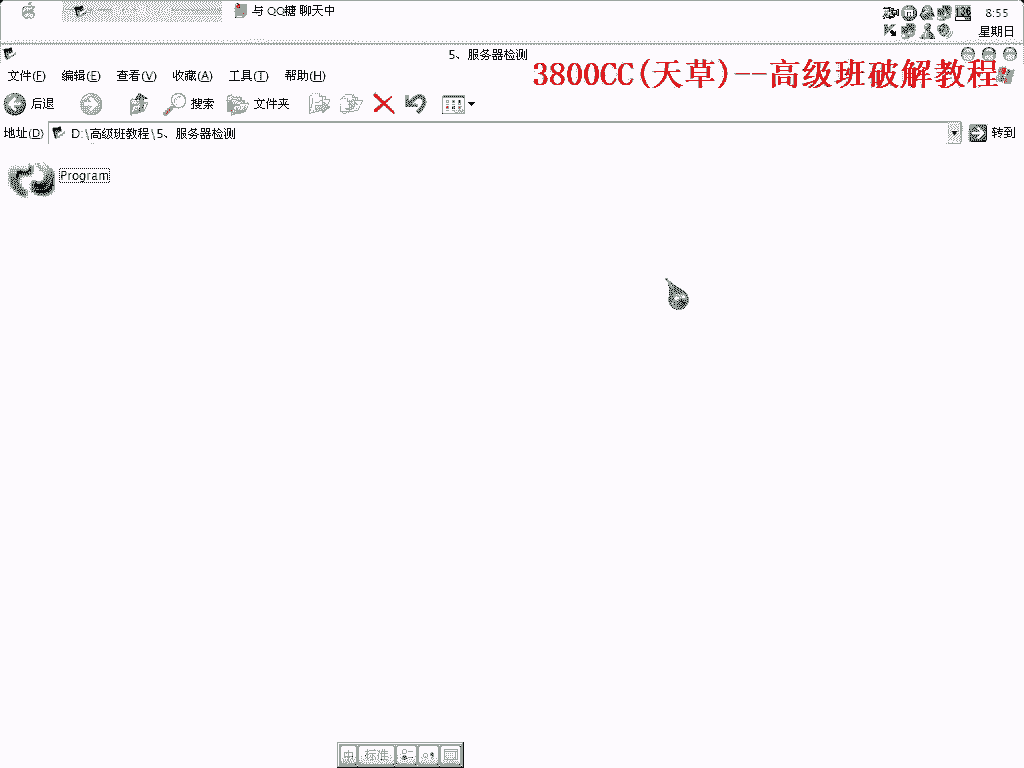 与 QQ糖 聊天中
136
8:55
星期日
5、服务器检测
3800CC(天草)--高级班破解教程
文件(F) 编辑(E) 查看(V) 收藏(A) 工具(T) 帮助(H)
后退 搜索 文件夹
地址(D) D:\高级班教程\5、服务器检测 转到
Program
中 标准